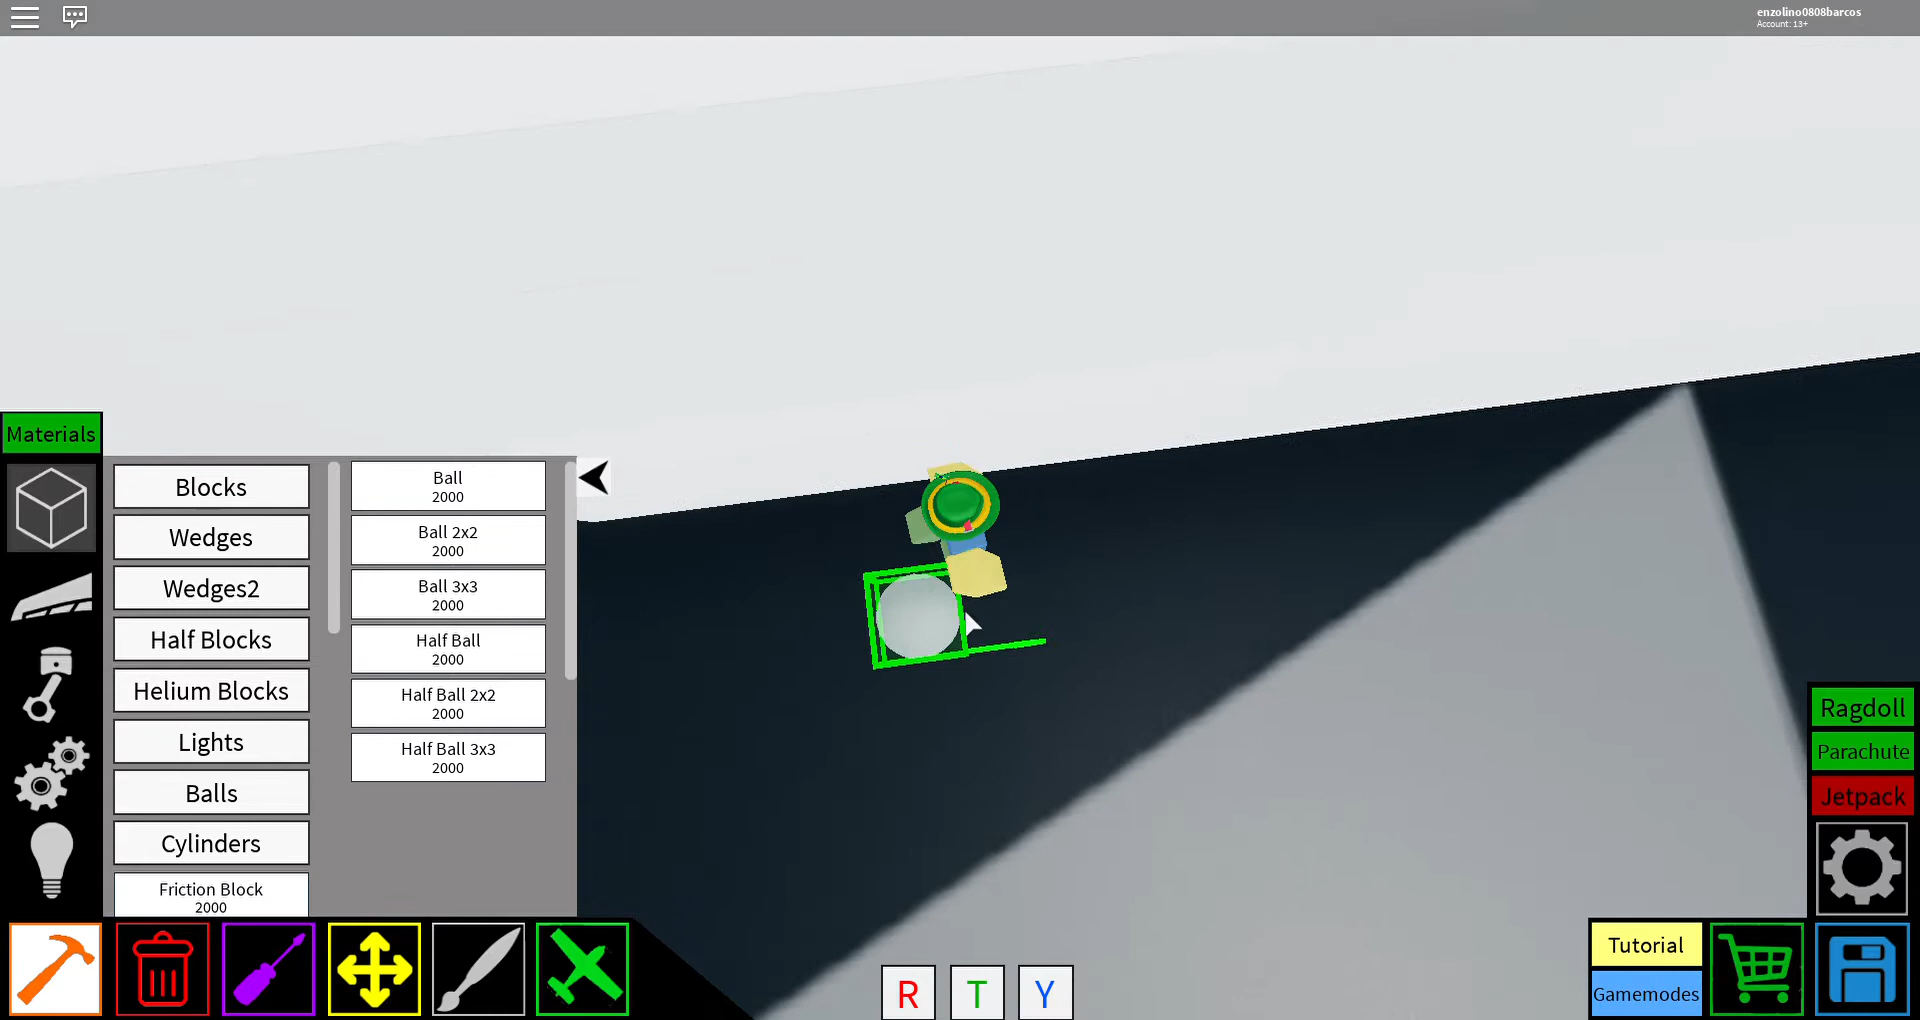 enzolino0808barcos
Account: 13+
Materials
Blocks
Wedges
Wedges2
Half Blocks
Helium Blocks
Lights
Balls
Cylinders
Friction Block
2000
Ball
2000
Ball 2x2
2000
Ball 3x3
2000
Half Ball
2000
Half Ball 2x2
2000
Half Ball 3x3
2000
Ragdoll
Parachute
Jetpack
Tutorial
Gamemodes
R T Y